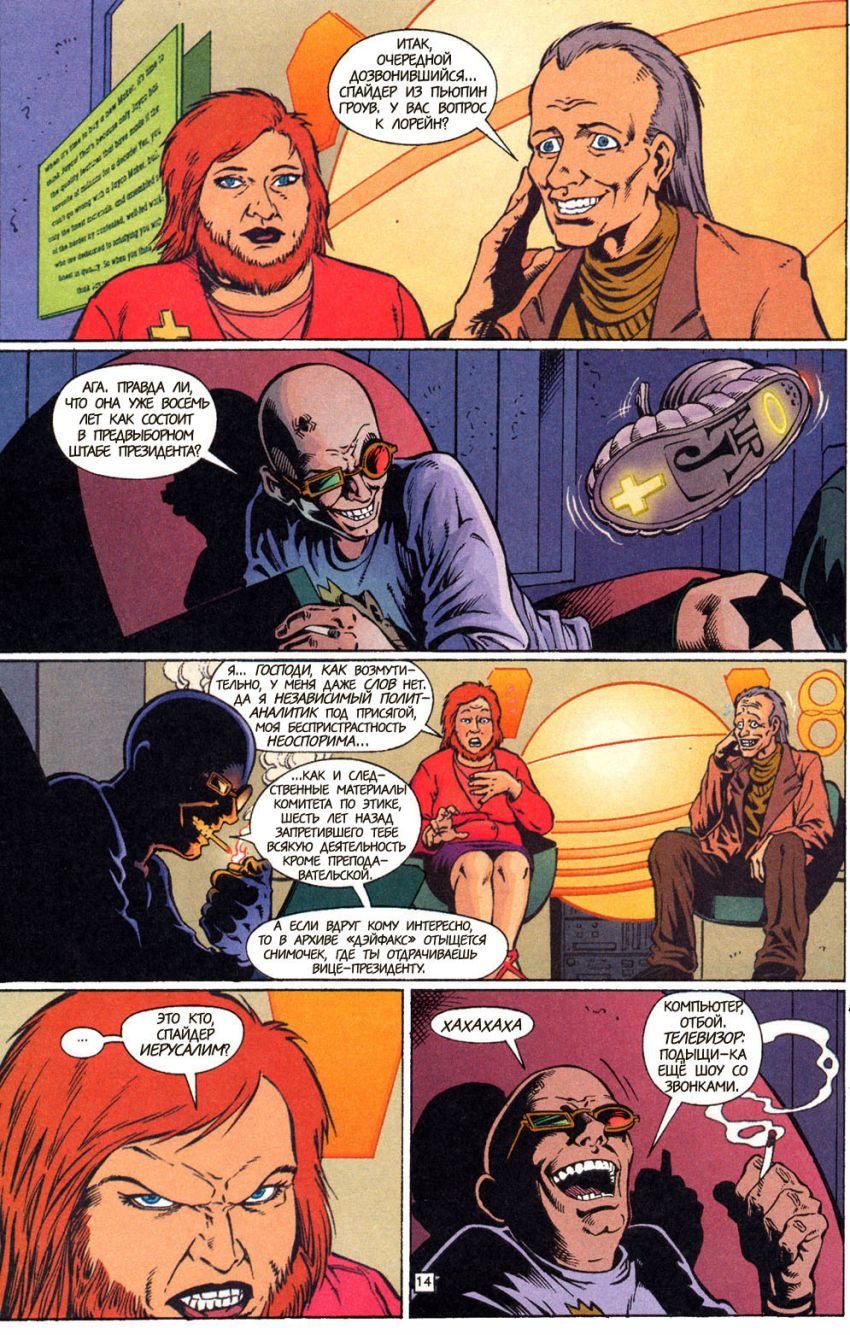 ИТАК,
ОЧЕРЕДНОЙ
ДОЗВОНИВШИЙСЯ...
СПАЙДЕР ИЗ ПЬЮПИН
ГРОУВ. У ВАС ВОПРОС
К ЛОРЕЙН?
АГА. ПРАВДА ЛИ,
ЧТО ОНА УЖЕ ВОСЕМЬ
ЛЕТ КАК СОСТОИТ
В ПРЕДВЫБОРНОМ
ШТАБЕ ПРЕЗИДЕНТА?
AIR
J
Я... ГОСПОДИ, КАК ВОЗМУТИ-
ТЕЛЬНО, У МЕНЯ ДАЖЕ СЛОВ НЕТ.
ДА Я НЕЗАВИСИМЫЙ ПОЛИТ-
АНАЛИТИК ПОД ПРИСЯГОЙ,
МОЯ БЕСПРИСТРАСТНОСТЬ
НЕОСПОРИМА...
...КАК И СЛЕД-
СТВЕННЫЕ МАТЕРИАЛЫ
КОМИТЕТА ПО ЭТИКЕ,
ШЕСТЬ ЛЕТ НАЗАД
ЗАПРЕТИВШЕГО ТЕБЕ
ВСЯКУЮ ДЕЯТЕЛЬНОСТЬ
КРОМЕ ПРЕПОДА-
ВАТЕЛЬСКОЙ.
А ЕСЛИ ВДРУГ КОМУ ИНТЕРЕСНО,
ТО В АРХИВЕ «ДЭЙФАКС» ОТЫЩЕТСЯ
СНИМОЧЕК, ГДЕ ТЫ ОТДРАЧИВАЕШЬ
ВИЦЕ-ПРЕЗИДЕНТУ.
...
ЭТО КТО,
СПАЙДЕР
ИЕРУСАЛИМ?
ХАХАХАХА
КОМПЬЮТЕР,
ОТБОЙ.
ТЕЛЕВИЗОР:
ПОДЫЩИ-КА
ЕЩЁ ШОУ СО
ЗВОНКАМИ.
14